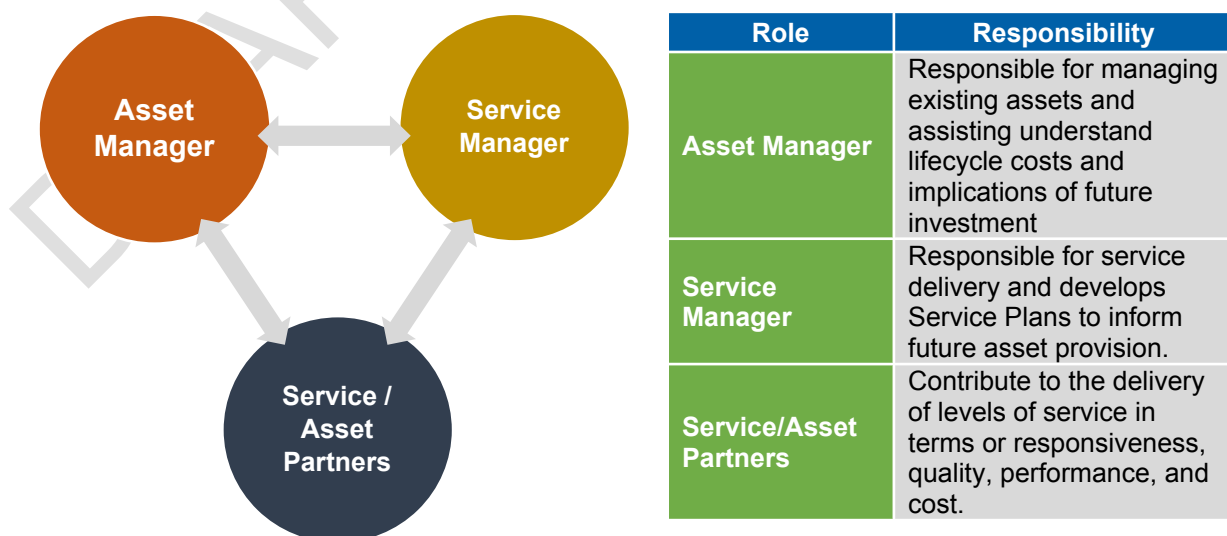 Asset
Manager
Service
Manager
Service /
Asset
Partners
Role Responsibility
Asset Manager
Responsible for managing
existing assets and
assisting understand
lifecycle costs and
implications of future
investment
Service
Manager
Responsible for service
delivery and develops
Service Plans to inform
future asset provision.
Service/Asset
Partners
Contribute to the delivery
of levels of service in
terms or responsiveness,
quality, performance, and
cost.